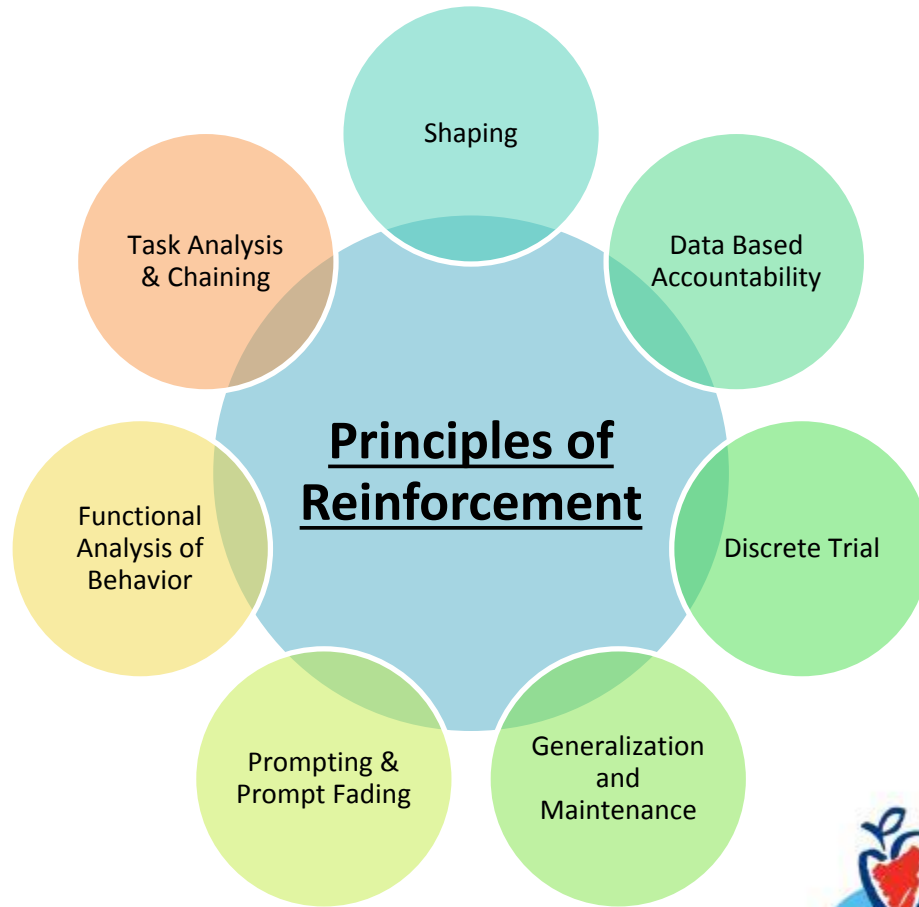 Shaping
Task Analysis
& Chaining
Data Based
Accountability
Principles of
Reinforcement
Functional
Analysis of
Behavior
Discrete Trial
Prompting &
Prompt Fading
Generalization
and
Maintenance